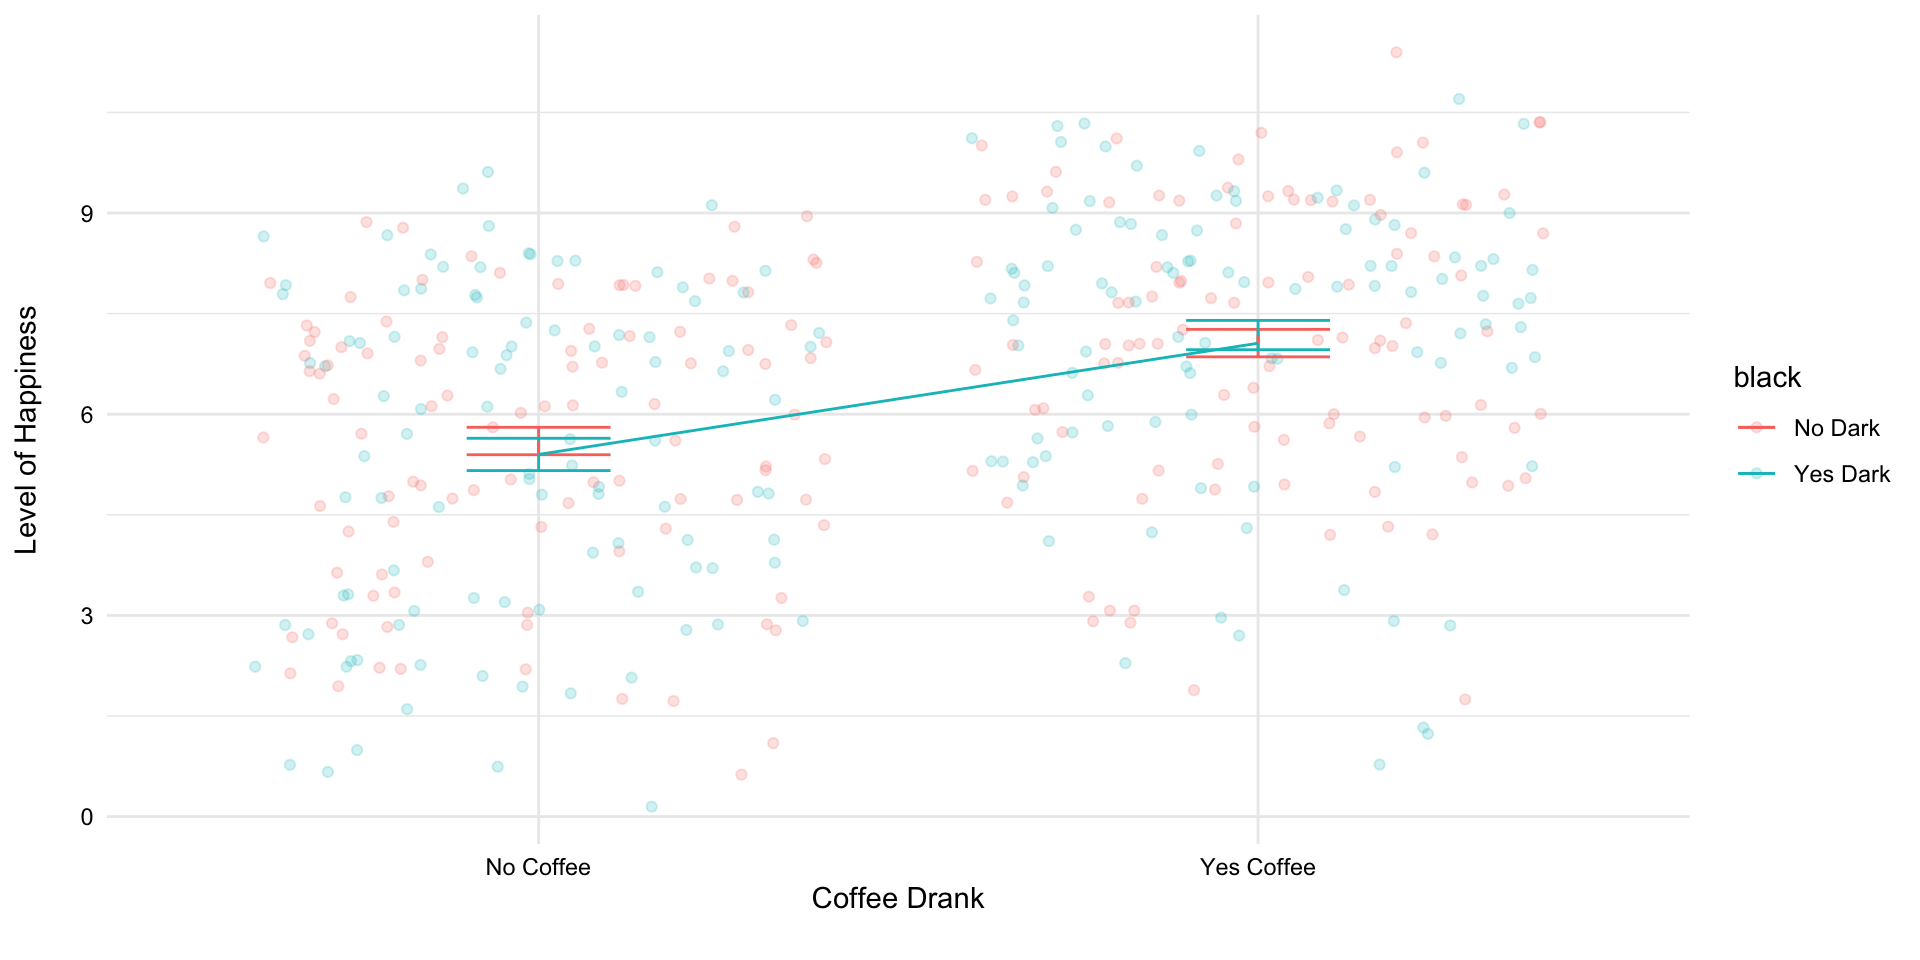 Level of Happiness
9
6
3
0
No Coffee
Yes Coffee
Coffee Drank
black
No Dark
Yes Dark